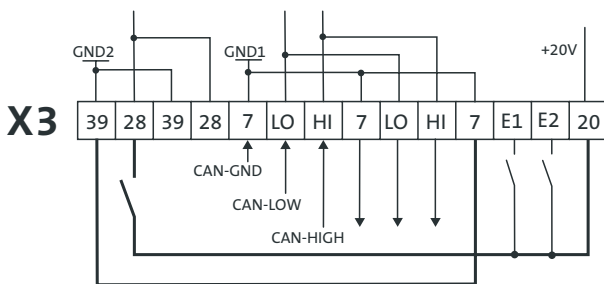 GND2 GND1 +20V
X3 39 28 39 28 7 LO HI 7 LO HI 7 E1 E2 20
CAN-GND
CAN-LOW
CAN-HIGH